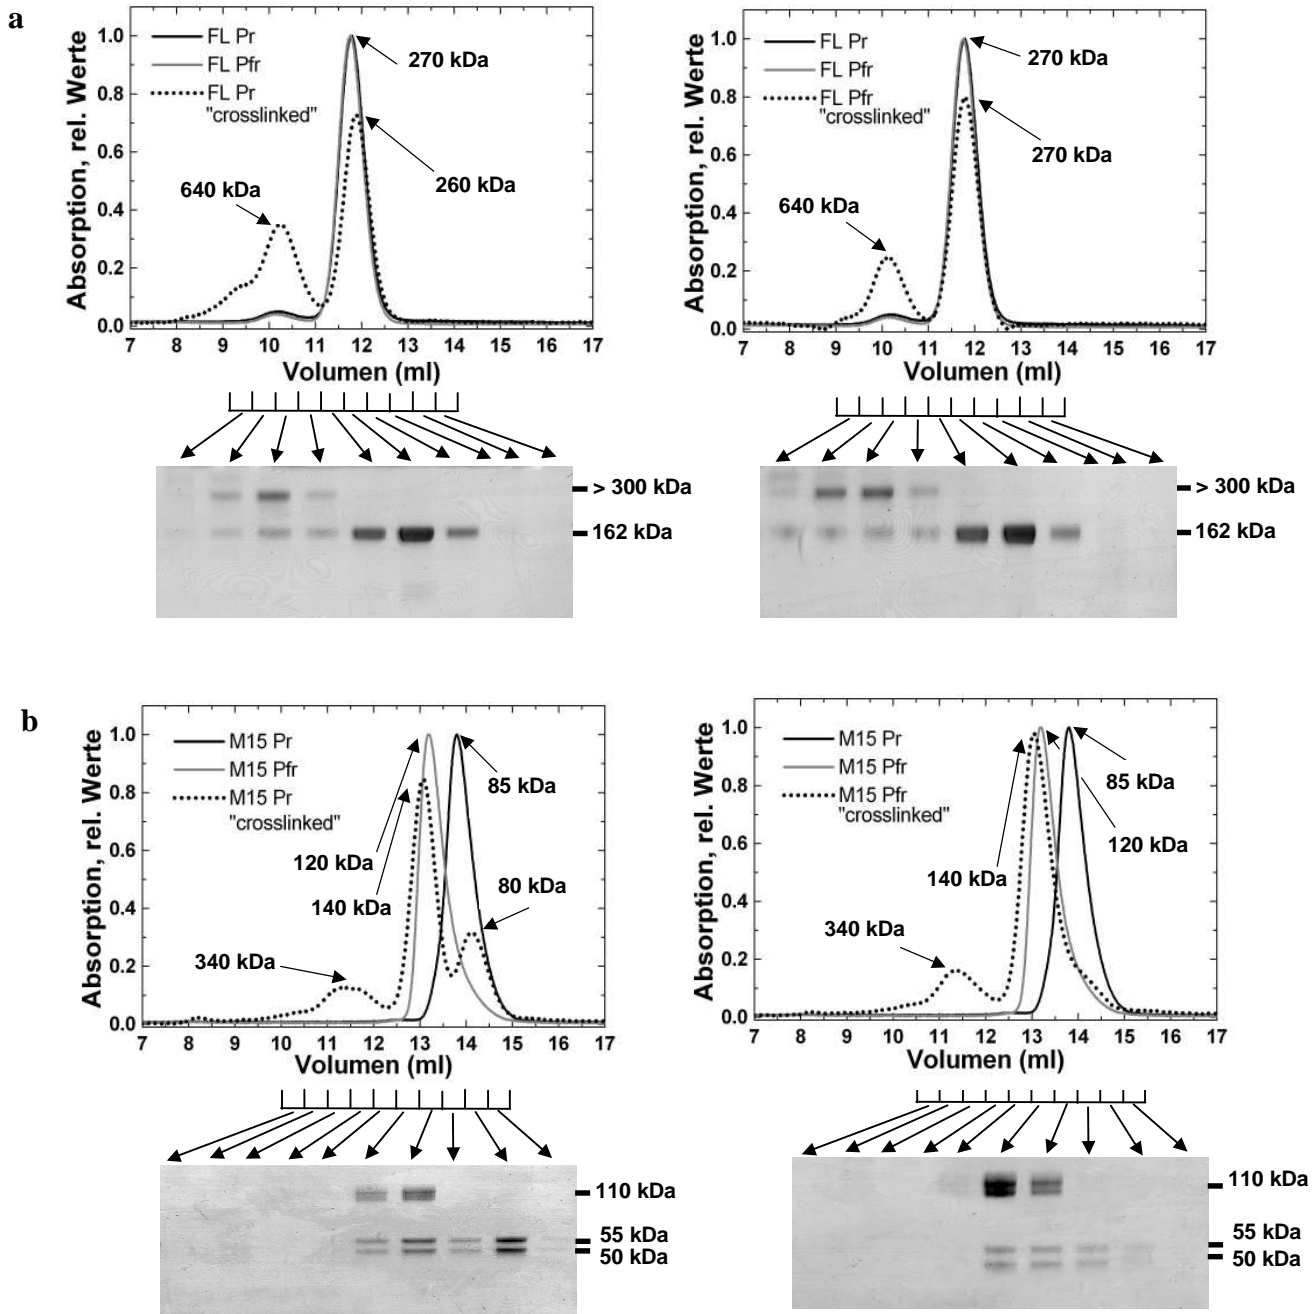 a
Absorption, rel. Werte
1.0
0.8
0.6
0.4
0.2
0.0
FL Pr
FL Pfr
FL Pr
"crosslinked"
270 kDa
260 kDa
640 kDa
7 8 9 10 11 12 13 14 15 16 17
Volumen (ml)
> 300 kDa
162 kDa
Absorption, rel. Werte
1.0
0.8
0.6
0.4
0.2
0.0
FL Pr
FL Pfr
FL Pfr
"crosslinked"
270 kDa
270 kDa
640 kDa
7 8 9 10 11 12 13 14 15 16 17
Volumen (ml)
> 300 kDa
162 kDa
b
Absorption, rel. Werte
1.0
0.8
0.6
0.4
0.2
0.0
M15 Pr
M15 Pfr
M15 Pr
"crosslinked"
85 kDa
120 kDa
140 kDa
80 kDa
340 kDa
7 8 9 10 11 12 13 14 15 16 17
Volumen (ml)
110 kDa
55 kDa
50 kDa
Absorption, rel. Werte
1.0
0.8
0.6
0.4
0.2
0.0
M15 Pr
M15 Pfr
M15 Pfr
"crosslinked"
85 kDa
120 kDa
140 kDa
340 kDa
7 8 9 10 11 12 13 14 15 16 17
Volumen (ml)
110 kDa
55 kDa
50 kDa